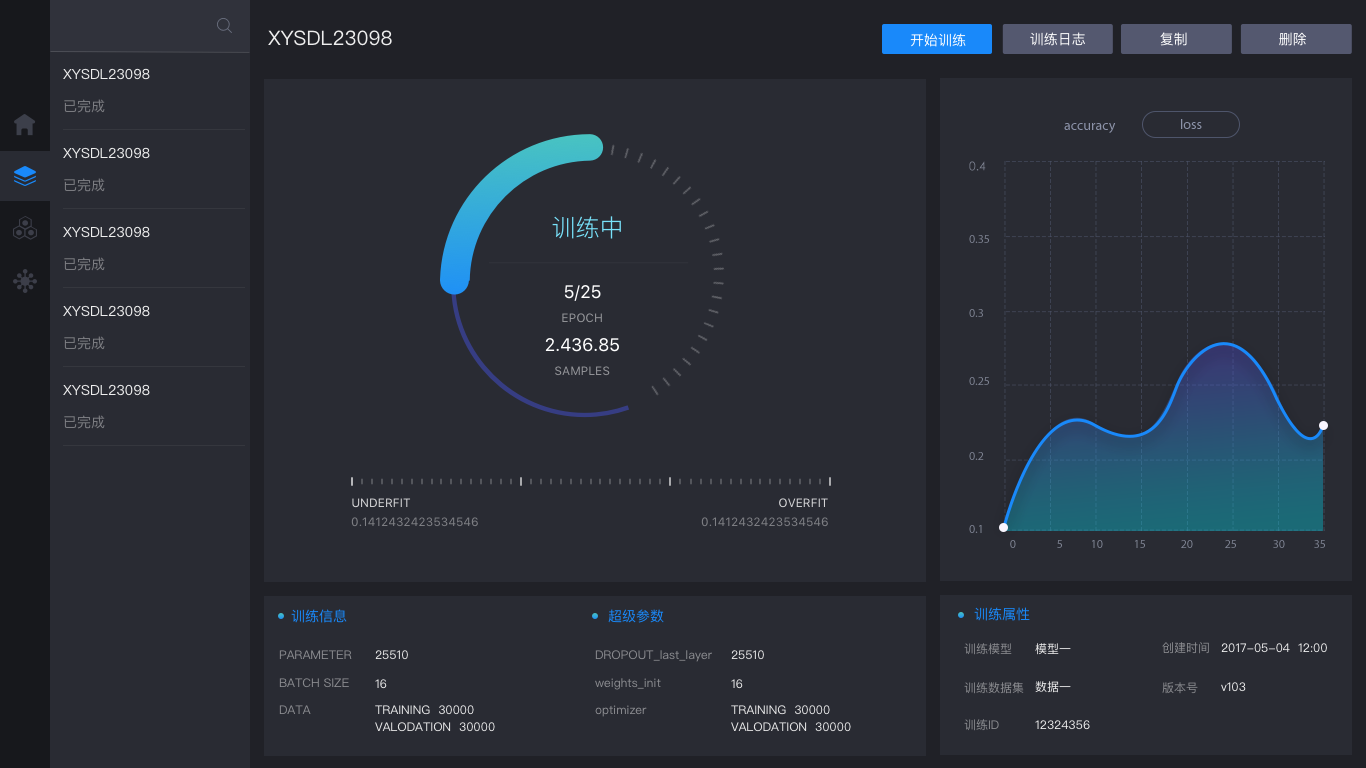 XYSDL23098
已完成
XYSDL23098
已完成
XYSDL23098
已完成
XYSDL23098
已完成
XYSDL23098
已完成
XYSDL23098
开始训练
训练日志
复制
删除
训练中
5/25
EPOCH
2.436.85
SAMPLES
UNDERFIT
0.1412432423534546
OVERFIT
0.1412432423534546
accuracy
loss
0.4
0.35
0.3
0.25
0.2
0.1
0 5 10 15 20 25 30 35
训练信息
PARAMETER 25510
BATCH SIZE 16
DATA TRAINING 30000
VALODATION 30000
超级参数
DROPOUT_last_layer 25510
weights_init 16
optimizer TRAINING 30000
VALODATION 30000
训练属性
训练模型 模型一 创建时间 2017-05-04 12:00
训练数据集 数据一 版本号 v103
训练ID 12324356